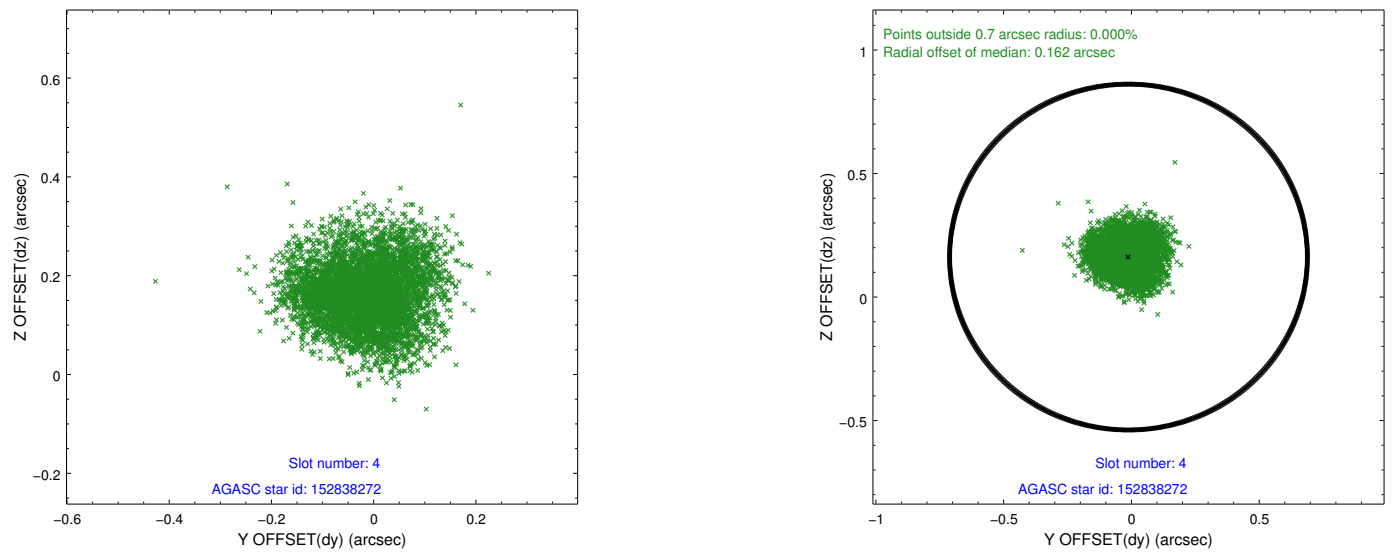 0.6
0.4
0.2
0
−0.2
−0.6
−0.4
−0.2
0
0.2
Z OFFSET(dz) (arcsec)
Y OFFSET(dy) (arcsec)
Slot number: 4
AGASC star id: 152838272
Points outside 0.7 arcsec radius: 0.000%
Radial offset of median: 0.162 arcsec
1
0.5
0
−0.5
−1
−0.5
0
0.5
Z OFFSET(dz) (arcsec)
Y OFFSET(dy) (arcsec)
Slot number: 4
AGASC star id: 152838272